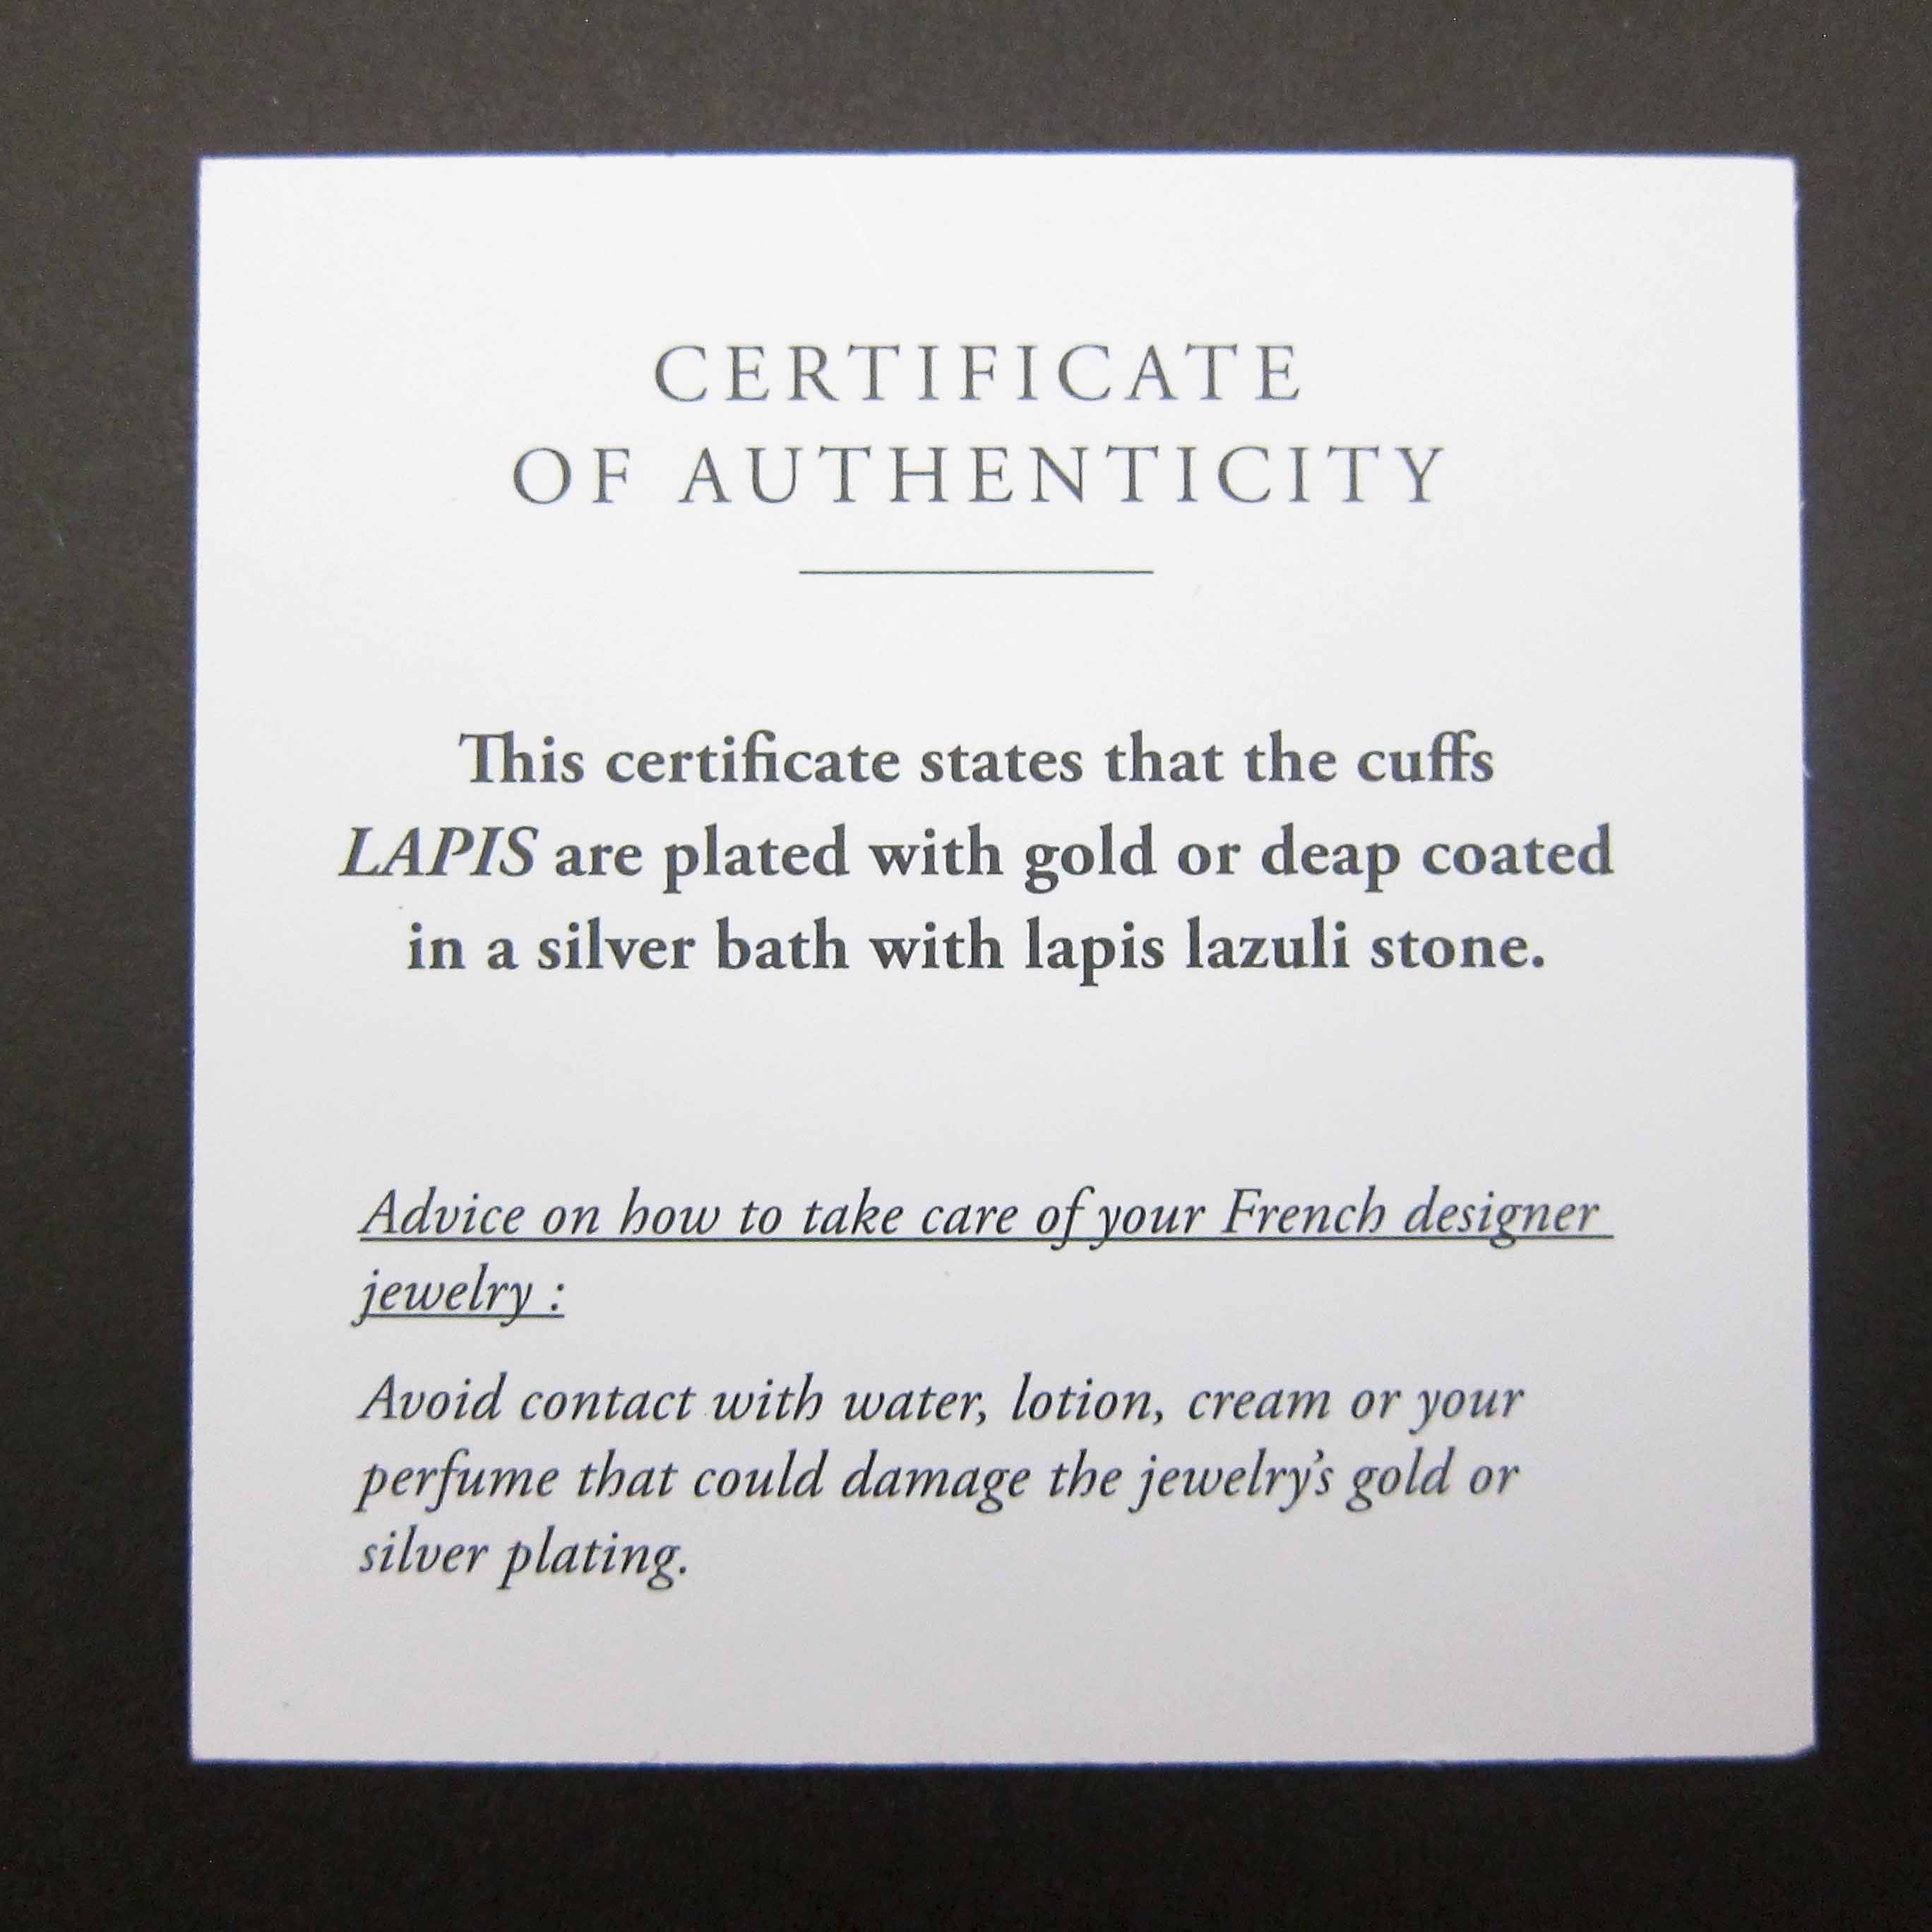 CERTIFICATE
OF AUTHENTICITY
This certificate states that the cuffs
LAPIS are plated with gold or deap coated
in a silver bath with lapis lazuli stone.
Advice on how to take care of your French designer
jewelry :
Avoid contact with water, lotion, cream or your
perfume that could damage the jewelry’s gold or
silver plating.